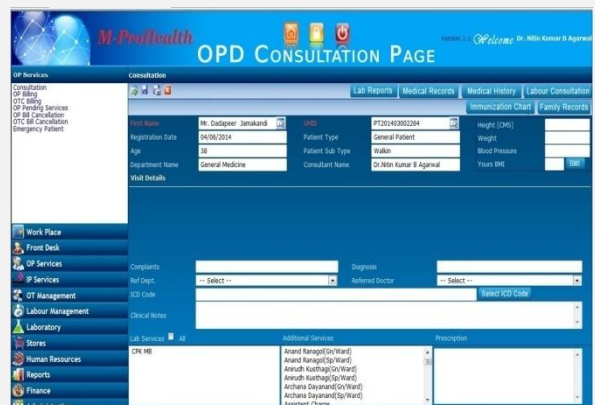 M-ProHealth
OPD CONSULTATION PAGE
Version 1.1 Welcome Dr. Nitin Kumar B Agarwal
OP Services
Consultation
OP Billing
OTC Billing
OP Pending Services
OP Bill Cancellation
OTC Bill Cancellation
Emergency Patient
Work Place
Front Desk
OP Services
IP Services
OT Management
Labour Management
Laboratory
Stores
Human Resources
Reports
Finance
Consultation
Lab Reports Medical Records Medical History Labour Consultation
Immunization Chart Family Records
First Name Mr. Dadapeer Jamakandi UHID PT201403002264 Height [CMS]
Registration Date 04/06/2014 Patient Type General Patient Weight
Age 38 Patient Sub Type Walkin Blood Pressure
Department Name General Medicine Consultant Name Dr.Nitin Kumar B Agarwal Yours BMI BMI
Visit Details
Complaints Diagnosis
Ref Dept. -- Select -- Referred Doctor -- Select --
ICD Code Select ICD Code
Clinical Notes
Lab Services All Additional Services Prescription
CPK MB
Anand Ranagol(Gn/Ward)
Anand Ranagol(Sp/Ward)
Anirudh Kusthagi(Gn/Ward)
Anirudh Kusthagi(Sp/Ward)
Archana Dayanand(Gn/Ward)
Archana Dayanand(Sp/Ward)
Assistent Charge